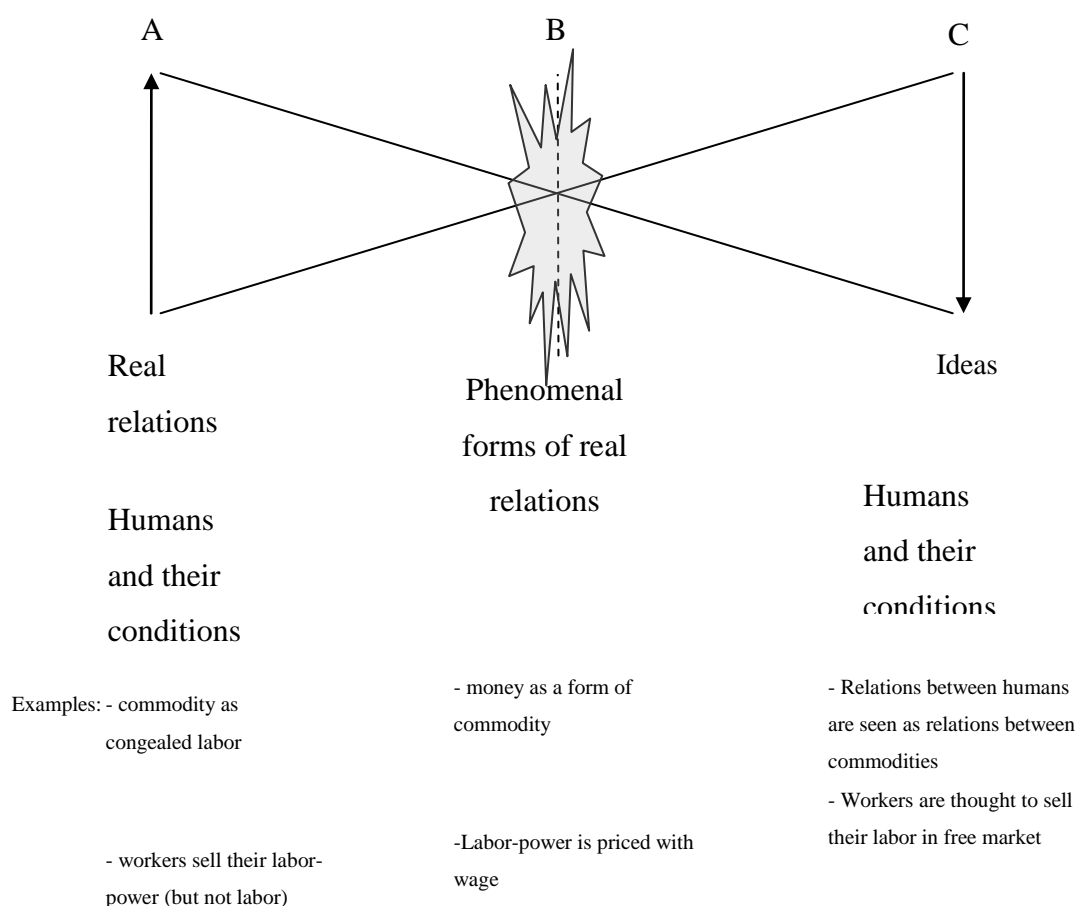 A
B
C
Real
relations
Phenomenal
forms of real
relations
Ideas
Humans
and their
conditions
Humans
and their
conditions
Examples: - commodity as
congealed labor
- money as a form of
commodity
- Relations between humans
are seen as relations between
commodities
- Workers are thought to sell
their labor in free market
- workers sell their labor-
power (but not labor)
-Labor-power is priced with
wage